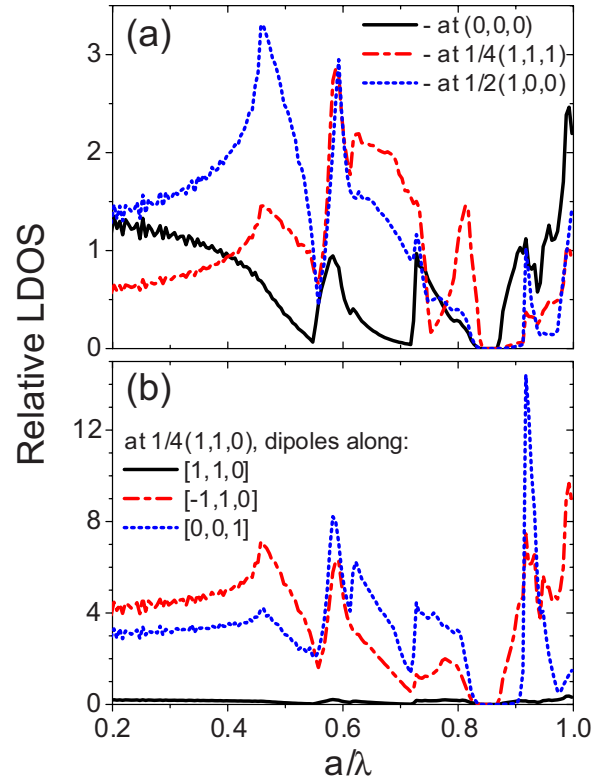 (a)
- at (0,0,0)
- at 1/4(1,1,1)
- at 1/2(1,0,0)
3
2
1
0
Relative LDOS
(b)
at 1/4(1,1,0), dipoles along:
[1,1,0]
[-1,1,0]
[0,0,1]
12
8
4
0
0.2 0.4 0.6 0.8 1.0
a/λ